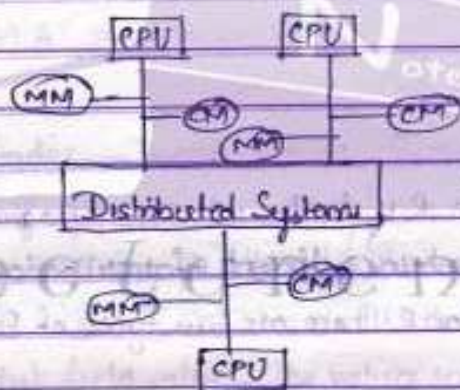 CPU CPU
MM CM MM CM
Distributed Systems
MM CM
CPU